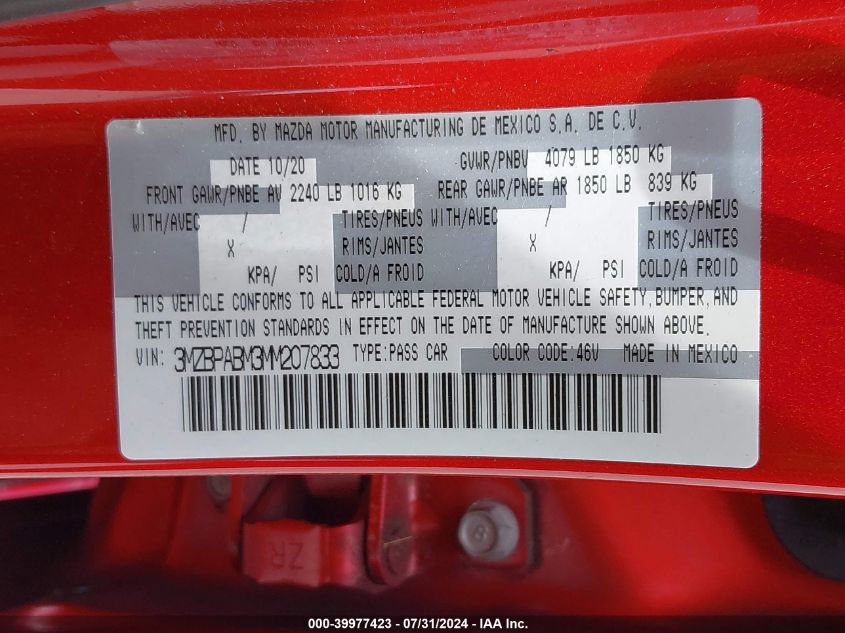 MFD. BY MAZDA MOTOR MANUFACTURING DE MEXICO S.A. DE C.V.
DATE 10/20 GVWR/PNBV 4079 LB 1850 KG
FRONT GAWR/PNBE AV 2240 LB 1016 KG REAR GAWR/PNBE AR 1850 LB 839 KG
WITH/AVEC / TIRES/PNEUS WITH/AVEC / TIRES/PNEUS
X RIMS/JANTES X RIMS/JANTES
KPA/ PSI COLD/A FROID KPA/ PSI COLD/A FROID
THIS VEHICLE CONFORMS TO ALL APPLICABLE FEDERAL MOTOR VEHICLE SAFETY, BUMPER, AND
THEFT PREVENTION STANDARDS IN EFFECT ON THE DATE OF MANUFACTURE SHOWN ABOVE.
VIN: 3MZBPABM3MM207833 TYPE:PASS CAR COLOR CODE:46V MADE IN MEXICO
ZR
8
000-39977423 - 07/31/2024 - IAA Inc.